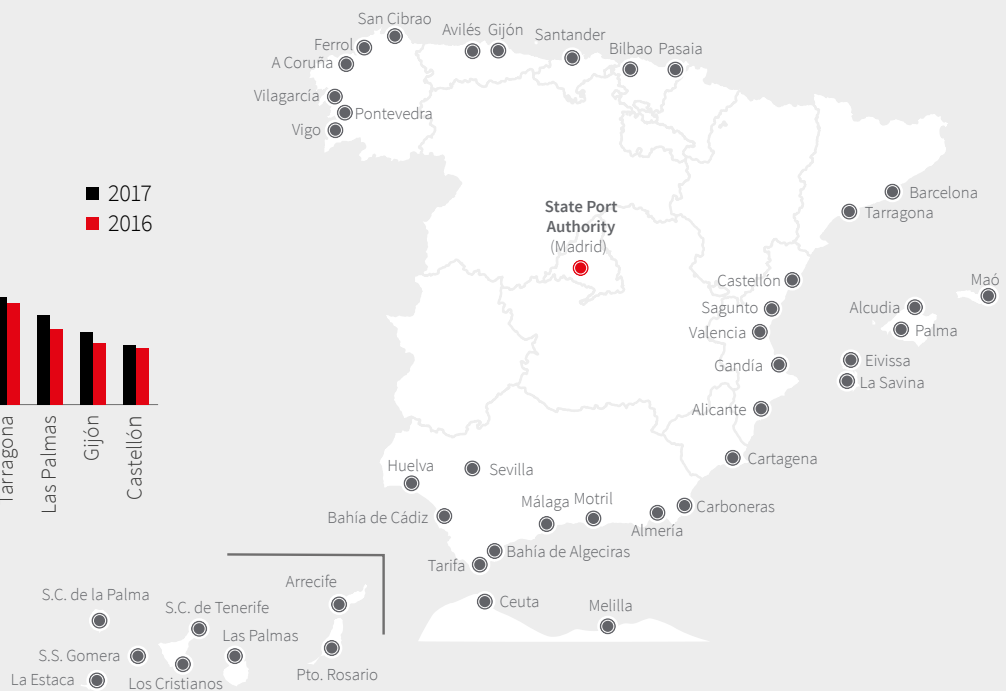 San Cibrao
Avilés
Gijón
Santander
Ferrol
Bilbao
Pasaia
A Coruña
Vilagarcía
Pontevedra
Vigo
2017
2016
Barcelona
Tarragona
State Port
Authority
(Madrid)
Castellón
Maó
Sagunto
Alcudia
Valencia
Palma
Gandía
Eivissa
La Savina
Alicante
Tarragona
Las Palmas
Gijón
Castellón
Cartagena
Huelva
Sevilla
Málaga
Motril
Carboneras
Bahía de Cádiz
Almería
Bahía de Algeciras
Tarifa
Arrecife
S.C. de la Palma
S.C. de Tenerife
Ceuta
Melilla
Las Palmas
S.S. Gomera
La Estaca
Los Cristianos
Pto. Rosario